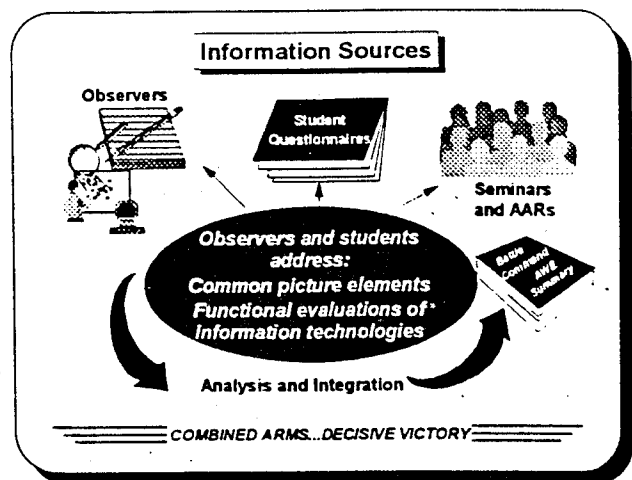 Information Sources
Observers
Student
Questionnaires
Seminars
and AARs
Observers and students
address:
Common picture elements
Functional evaluations of
information technologies
Battle
Command
AWE
Summary
Analysis and Integration
COMBINED ARMS...DECISIVE VICTORY